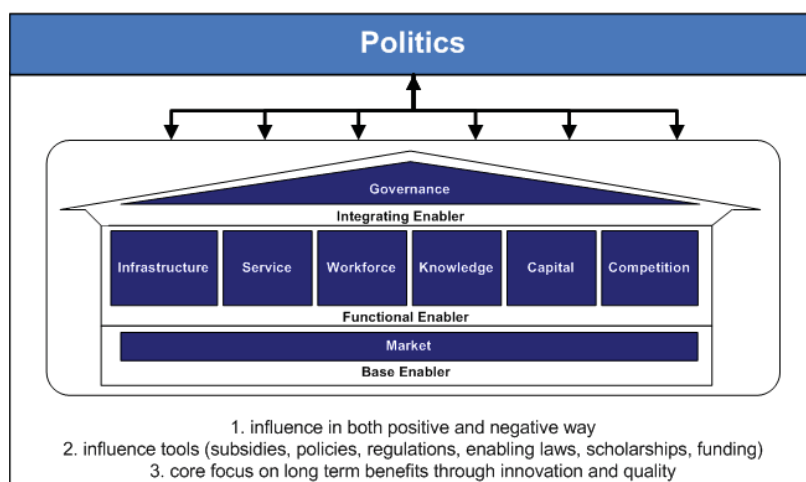 Politics
Governance
Integrating Enabler
Infrastructure Service Workforce Knowledge Capital Competition
Functional Enabler
Market
Base Enabler
1. influence in both positive and negative way
2. influence tools (subsidies, policies, regulations, enabling laws, scholarships, funding)
3. core focus on long term benefits through innovation and quality